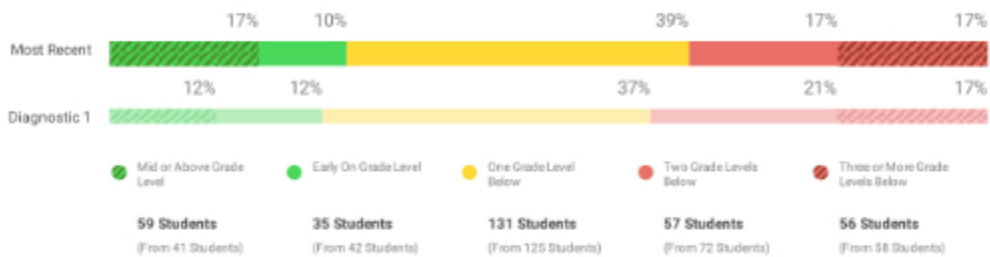 17% 10% 39% 17% 17%
Most Recent
12% 12% 37% 21% 17%
Diagnostic 1
Mid or Above Grade Level
Early On Grade Level
One Grade Level Below
Two Grade Levels Below
Three or More Grade Levels Below
59 Students
(From 41 Students)
35 Students
(From 42 Students)
131 Students
(From 125 Students)
57 Students
(From 72 Students)
56 Students
(From 58 Students)